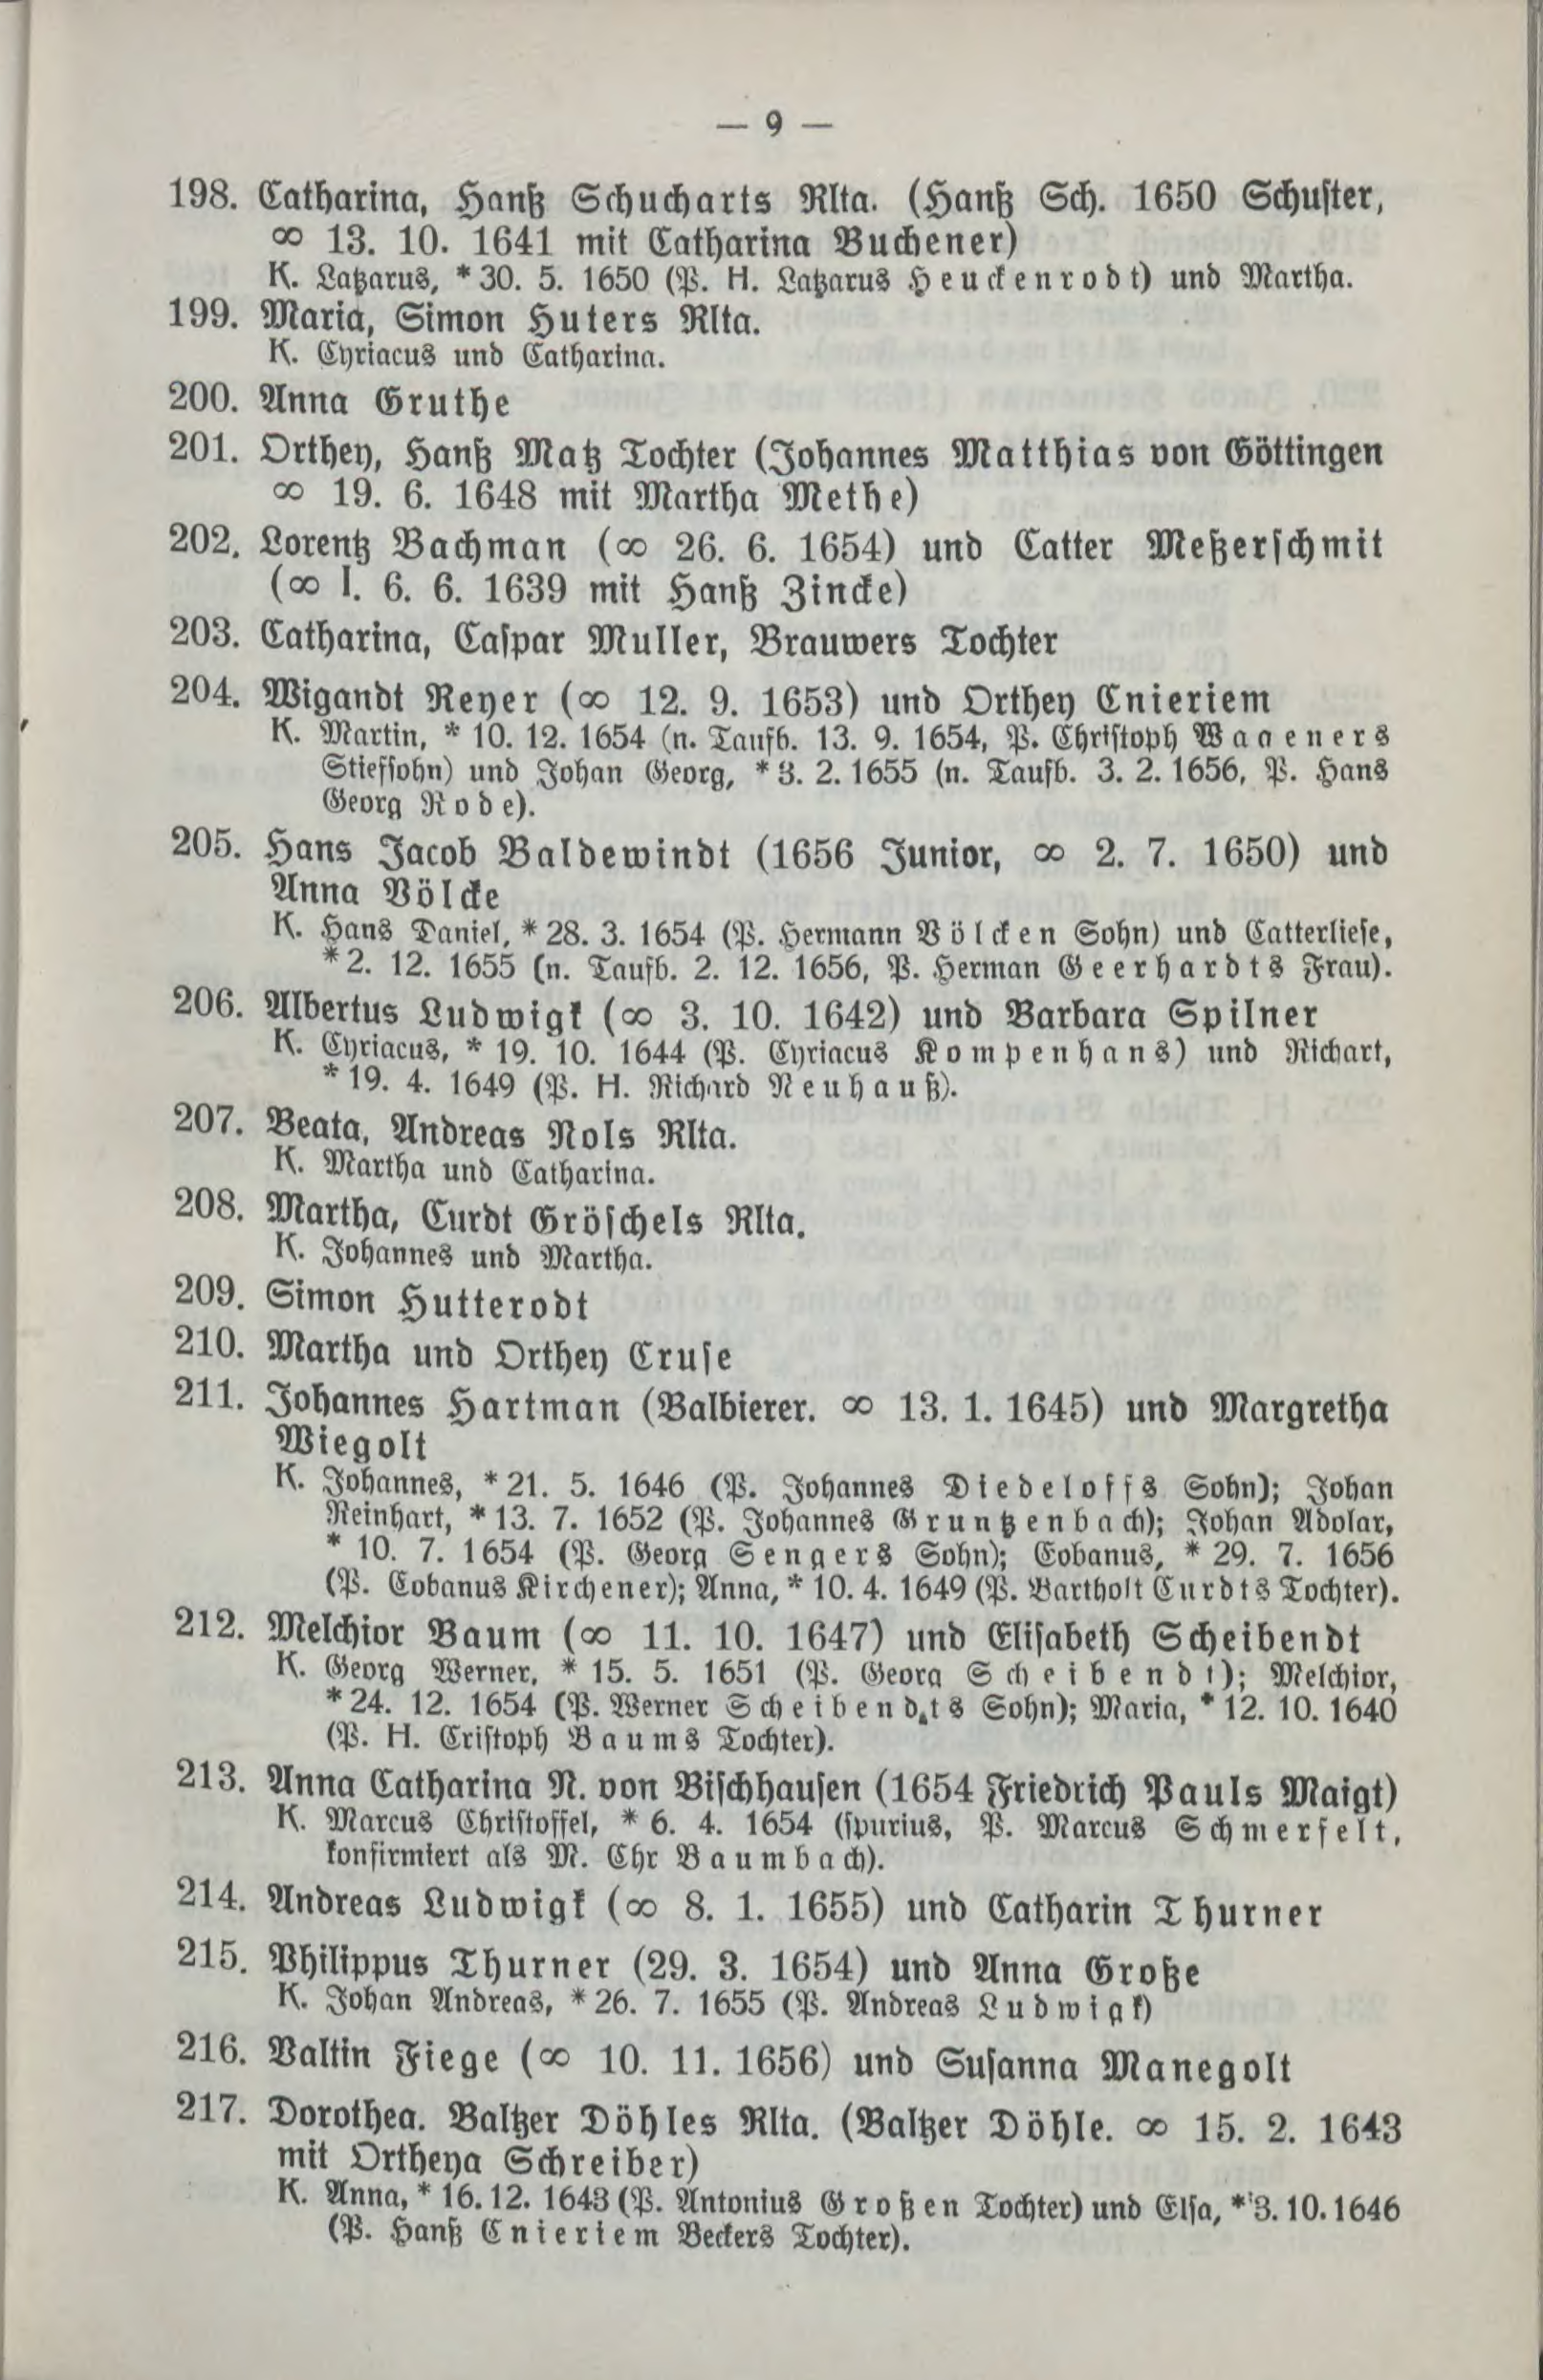 — 9 —
198. Catharina, Hanß Schucharts Rlta. (Hanß Sch. 1650 Schuster,
∞ 13. 10. 1641 mit Catharina Buchener)
K. Latzarus, * 30. 5. 1650 (P. H. Latzarus Heuckenrodt) und Martha.
199. Maria, Simon Huters Rlta.
K. Cyriacus und Catharina.
200. Anna Gruthe
201. Orthey, Hanß Matz Tochter (Johannes Matthias von Göttingen
∞ 19. 6. 1648 mit Martha Methe)
202. Lorentz Bachman (∞ 26. 6. 1654) und Catter Meßerschmit
(∞ I. 6. 6. 1639 mit Hanß Zincke)
203. Catharina, Caspar Muller, Brauwers Tochter
204. Wigandt Reyer (∞ 12. 9. 1653) und Orthey Cnieriem
K. Martin, * 10. 12. 1654 (n. Taufb. 13. 9. 1654, P. Christoph Wageners
Stiefsohn) und Johan Georg, * 3. 2. 1655 (n. Taufb. 3. 2. 1656, P. Hans
Georg Rode).
205. Hans Jacob Baldewindt (1656 Junior, ∞ 2. 7. 1650) und
Anna Völcke
K. Hans Daniel, * 28. 3. 1654 (P. Hermann Völcken Sohn) und Catterliese,
* 2. 12. 1655 (n. Taufb. 2. 12. 1656, P. Herman Geerhardts Frau).
206. Albertus Ludwigk (∞ 3. 10. 1642) und Barbara Spilner
K. Cyriacus, * 19. 10. 1644 (P. Cyriacus Kompenhans) und Richart,
* 19. 4. 1649 (P. H. Richard Neuhauß).
207. Beata, Andreas Nols Rlta.
K. Martha und Catharina.
208. Martha, Curdt Gröschels Rlta.
K. Johannes und Martha.
209. Simon Hutterodt
210. Martha und Orthey Cruse
211. Johannes Hartman (Balbierer. ∞ 13. 1. 1645) und Margretha
Wiegolt
K. Johannes, * 21. 5. 1646 (P. Johannes Diedeloffs Sohn); Johan
Reinhart, * 13. 7. 1652 (P. Johannes Gruntzenbach); Johan Adolar,
* 10. 7. 1654 (P. Georg Sengers Sohn); Eobanus, * 29. 7. 1656
(P. Eobanus Kirchener); Anna, * 10. 4. 1649 (P. Bartholt Curdts Tochter).
212. Melchior Baum (∞ 11. 10. 1647) und Elisabeth Scheibendt
K. Georg Werner, * 15. 5. 1651 (P. Georg Scheibendt); Melchior,
* 24. 12. 1654 (P. Werner Scheibendts Sohn); Maria, * 12. 10. 1640
(P. H. Cristoph Baums Tochter).
213. Anna Catharina N. von Bischhausen (1654 Friedrich Pauls Maigt)
K. Marcus Christoffel, * 6. 4. 1654 (spurius, P. Marcus Schmerfelt,
konfirmiert als M. Chr Baumbach).
214. Andreas Ludwigk (∞ 8. 1. 1655) und Catharin Thurner
215. Philippus Thurner (29. 3. 1654) und Anna Große
K. Johan Andreas, * 26. 7. 1655 (P. Andreas Ludwigk)
216. Valtin Fiege (∞ 10. 11. 1656) und Susanna Manegolt
217. Dorothea. Baltzer Döhles Rlta. (Baltzer Döhle. ∞ 15. 2. 1643
mit Ortheya Schreiber)
K. Anna, * 16. 12. 1643 (P. Antonius Großen Tochter) und Elsa, * 3. 10. 1646
(P. Hanß Cnieriem Beckers Tochter).